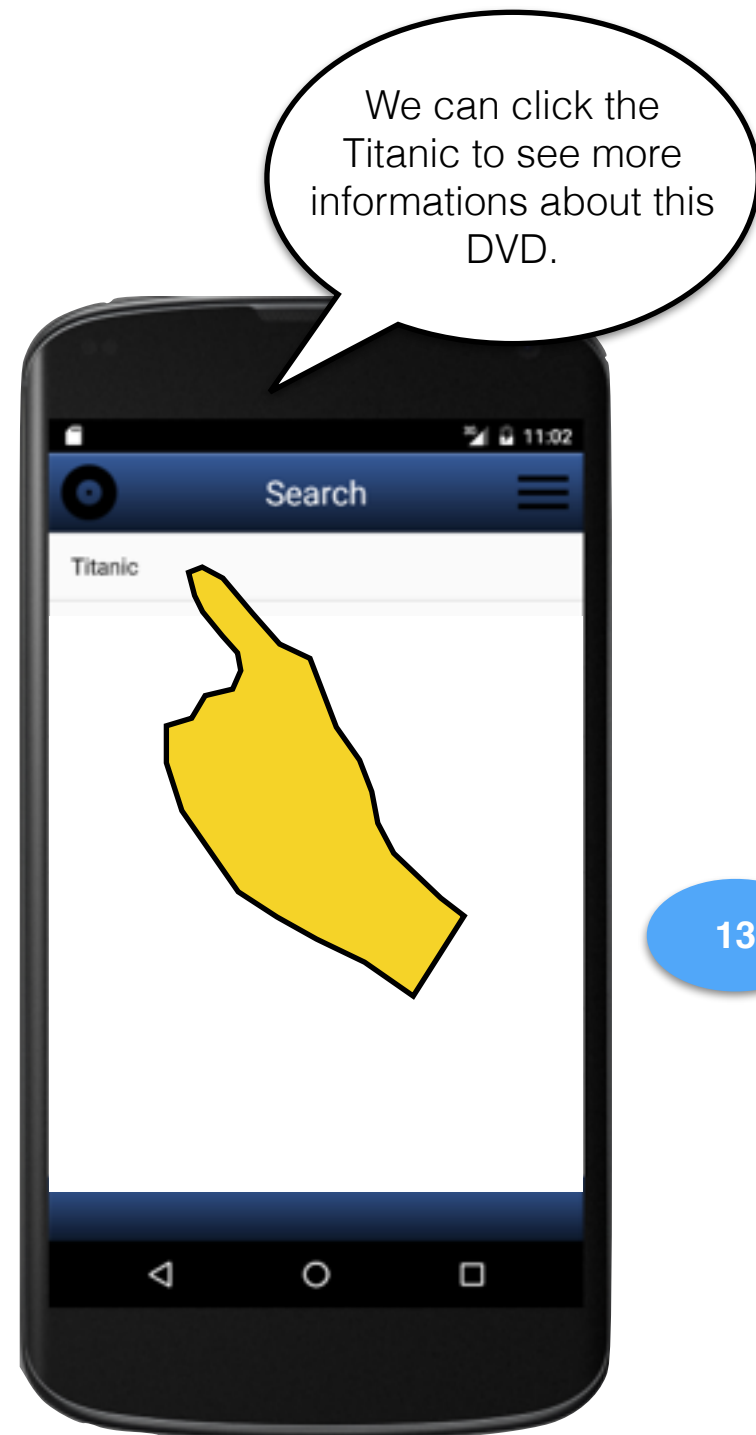 We can click the
Titanic to see more
informations about this
DVD.
11:02
Search
Titanic
13